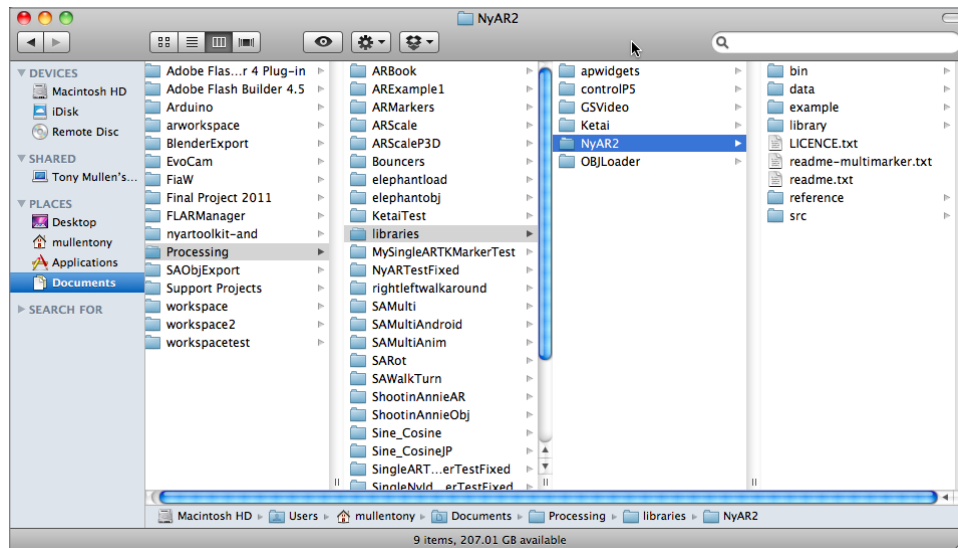 NyAR2
DEVICES
Macintosh HD
iDisk
Remote Disc
SHARED
Tony Mullen's...
PLACES
Desktop
mullentony
Applications
Documents
SEARCH FOR
Adobe Flas...r 4 Plug-in
Adobe Flash Builder 4.5
Arduino
arworkspace
BlenderExport
EvoCam
FiaW
Final Project 2011
FLARManager
nyartoolkit-and
Processing
SAObjExport
Support Projects
workspace
workspace2
workspacetest
ARBook
ARExample1
ARMarkers
ARScale
ARScaleP3D
Bouncers
elephantload
elephantobj
KetaiTest
libraries
MySingleARTKMarkerTest
NyARTestFixed
rightleftwalkaround
SAMulti
SAMultiAndroid
SAMultiAnim
SARot
SAWalkTurn
ShootinAnnieAR
ShootinAnnieObj
Sine_Cosine
Sine_CosineJP
SingleART...erTestFixed
SingleNyId...erTestFixed
apwidgets
controlP5
GSVideo
Ketai
NyAR2
OBJLoader
bin
data
example
library
LICENCE.txt
readme-multimarker.txt
readme.txt
reference
src
Macintosh HD ▸ Users ▸ mullentony ▸ Documents ▸ Processing ▸ libraries ▸ NyAR2
9 items, 207.01 GB available